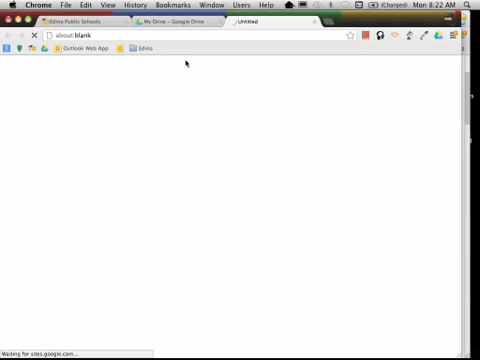 Chrome File Edit View History Bookmarks Window Users Help (Charged) Mon 8:22 AM
Edina Public Schools My Drive - Google Drive Untitled
about:blank
Outlook Web App Edina
Waiting for sites.google.com...